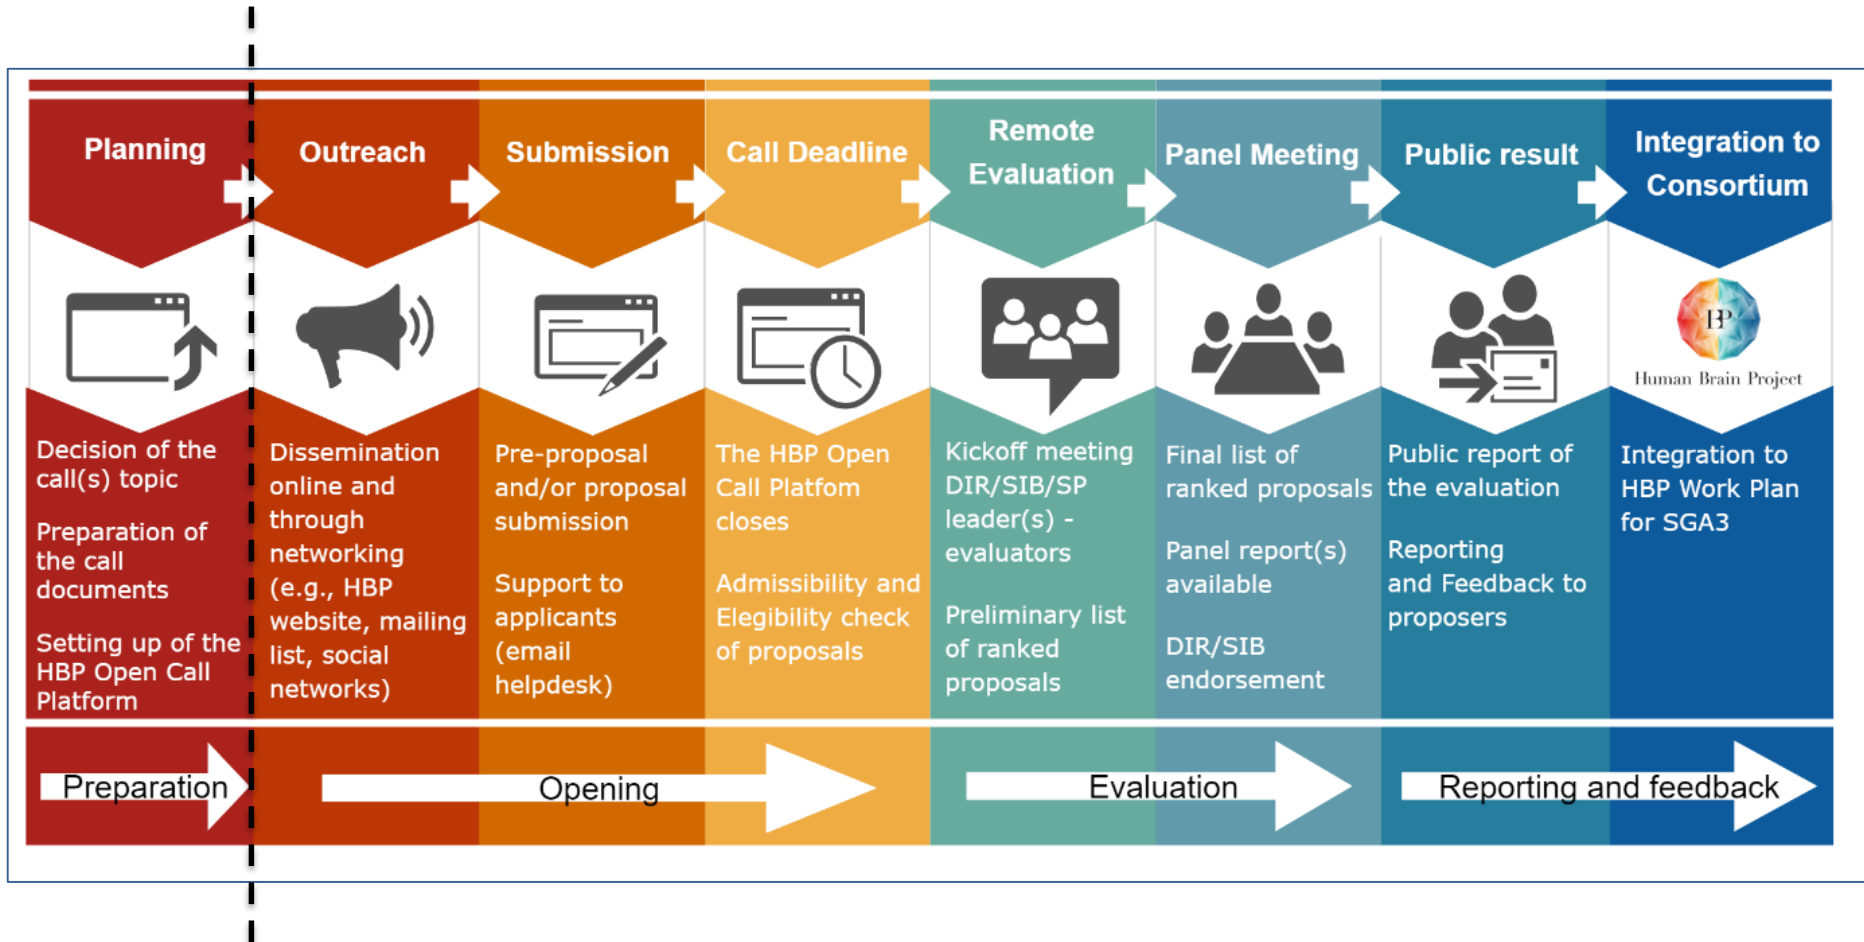 Planning
Outreach
Submission
Call Deadline
Remote
Evaluation
Panel Meeting
Public result
Integration to
Consortium
HBP
Human Brain Project
Decision of the
call(s) topic
Preparation of
the call
documents
Setting up of the
HBP Open Call
Platform
Dissemination
online and
through
networking
(e.g., HBP
website, mailing
list, social
networks)
Pre-proposal
and/or proposal
submission
Support to
applicants
(email
helpdesk)
The HBP Open
Call Platfom
closes
Admissibility and
Elegibility check
of proposals
Kickoff meeting
DIR/SIB/SP
leader(s) -
evaluators
Preliminary list
of ranked
proposals
Final list of
ranked proposals
Panel report(s)
available
DIR/SIB
endorsement
Public report of
the evaluation
Reporting
and Feedback to
proposers
Integration to
HBP Work Plan
for SGA3
Preparation
Opening
Evaluation
Reporting and feedback